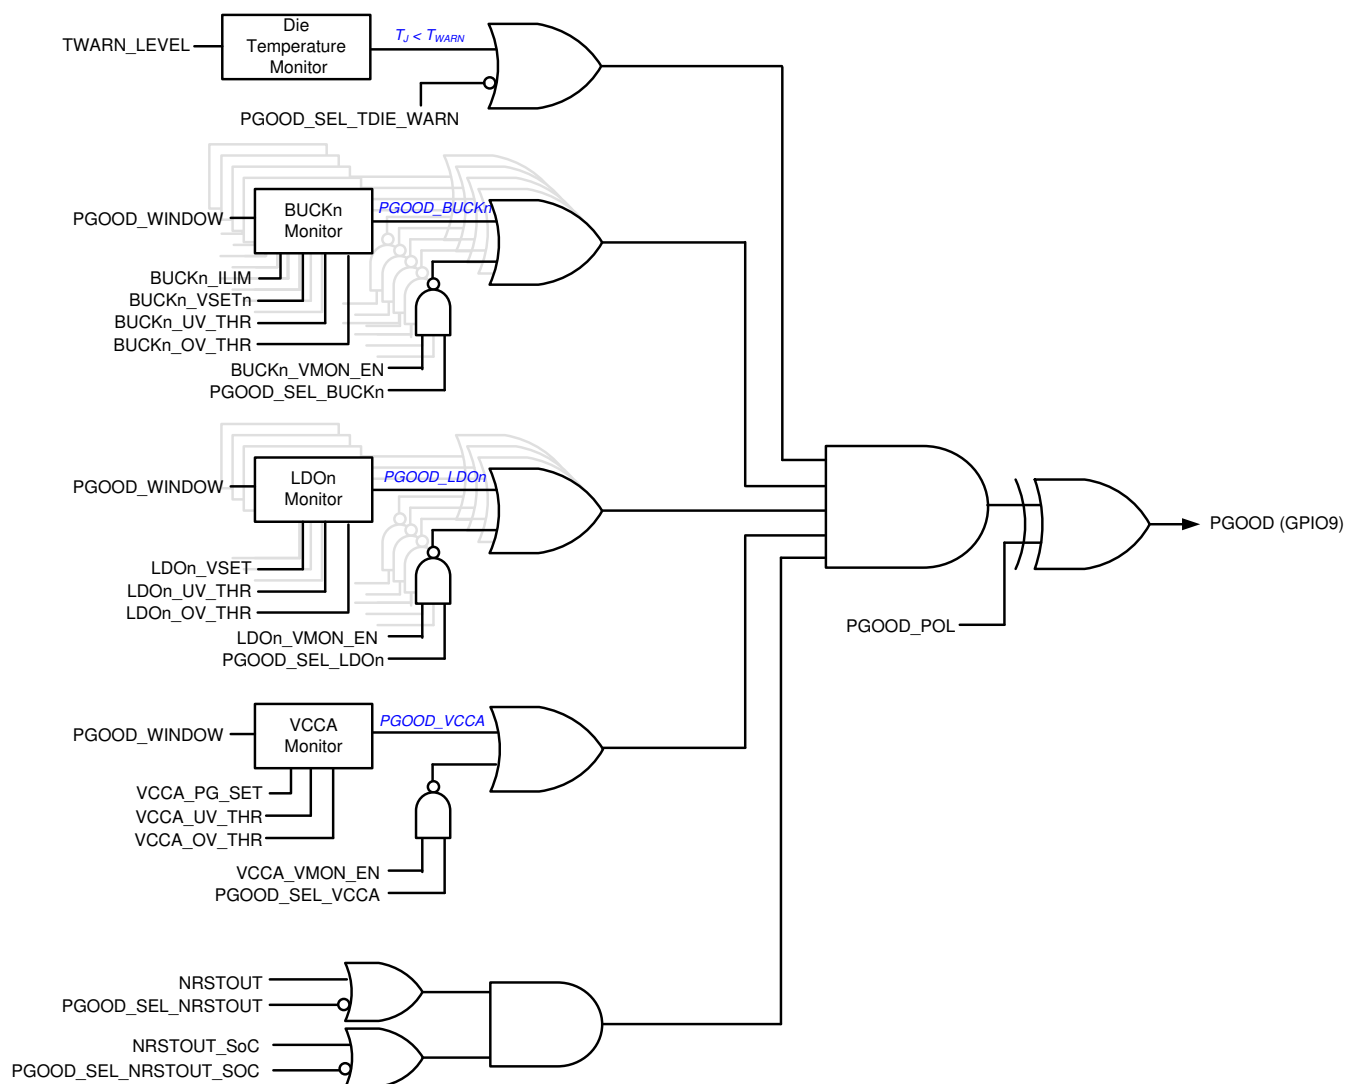 Die
Temperature
Monitor
TWARN_LEVEL
TJ < TWARN
PGOOD_SEL_TDIE_WARN
PGOOD_WINDOW
BUCKn
Monitor
PGOOD_BUCKn
BUCKn_ILIM
BUCKn_VSETn
BUCKn_UV_THR
BUCKn_OV_THR
BUCKn_VMON_EN
PGOOD_SEL_BUCKn
PGOOD_WINDOW
LDOn
Monitor
PGOOD_LDOn
LDOn_VSET
LDOn_UV_THR
LDOn_OV_THR
LDOn_VMON_EN
PGOOD_SEL_LDOn
PGOOD (GPIO9)
PGOOD_POL
PGOOD_WINDOW
VCCA
Monitor
PGOOD_VCCA
VCCA_PG_SET
VCCA_UV_THR
VCCA_OV_THR
VCCA_VMON_EN
PGOOD_SEL_VCCA
NRSTOUT
PGOOD_SEL_NRSTOUT
NRSTOUT_SoC
PGOOD_SEL_NRSTOUT_SOC